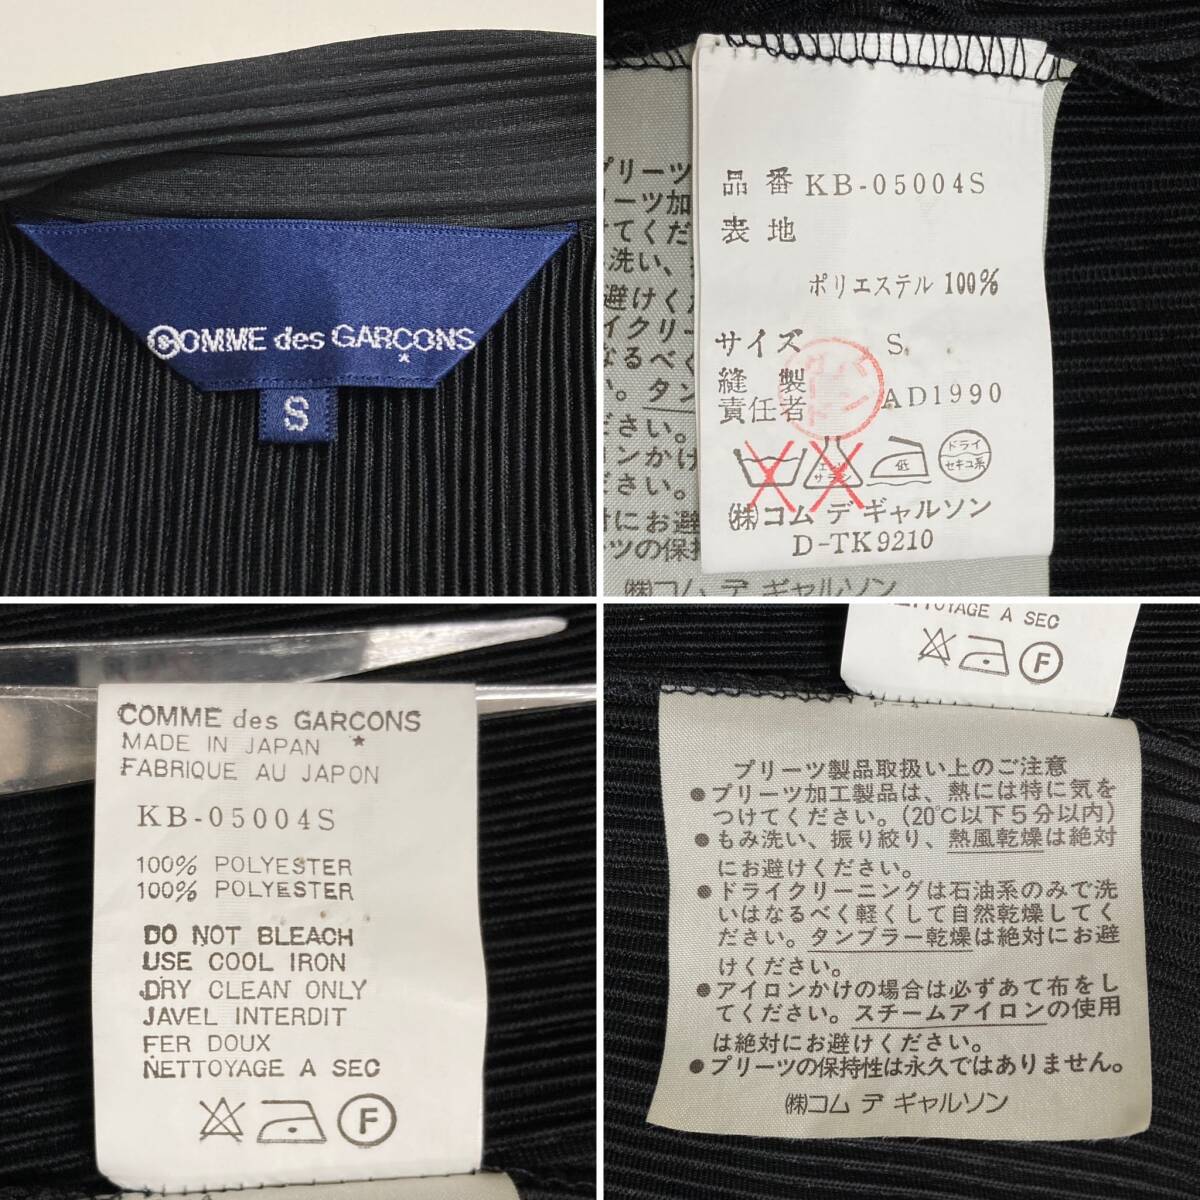 ©OMME des GARÇONS
*
S
品 番 KB-05004S
表 地
ポリエステル 100%
サイズ S
縫 製
責任者 AD1990
エンソ
サラシ
低
ドライ
セキユ系
㈱コム デ ギャルソン
D-TK9210
㈱コム デ ギャルソン
COMME des GARCONS
MADE IN JAPAN *
FABRIQUE AU JAPON
KB-05004S
100% POLYESTER
100% POLYESTER
DO NOT BLEACH
USE COOL IRON
DRY CLEAN ONLY
JAVEL INTERDIT
FER DOUX
NETTOYAGE A SEC
F
NETTOYAGE A SEC
F
プリーツ製品取扱い上のご注意
●プリーツ加工製品は、熱には特に気を
つけてください。(20℃以下5分以内)
●もみ洗い、振り絞り、熱風乾燥は絶対
にお避けください。
●ドライクリーニングは石油系のみで洗
いはなるべく軽くして自然乾燥してく
ださい。タンブラー乾燥は絶対にお避
けください。
●アイロンかけの場合は必ずあて布をし
てください。スチームアイロンの使用
は絶対にお避けください。
●プリーツの保持性は永久ではありません。
㈱コム デ ギャルソン